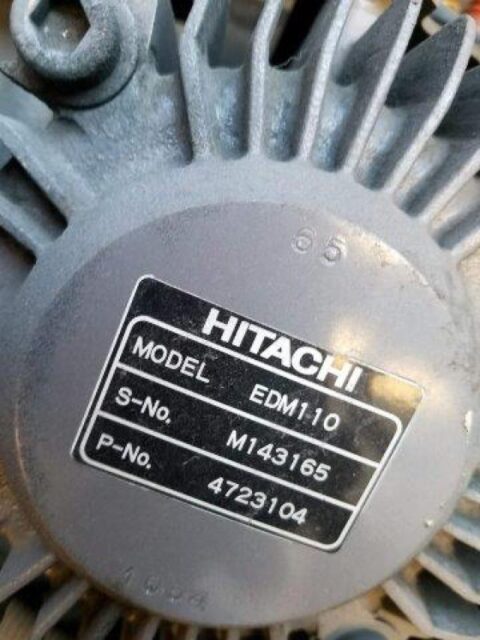 65
HITACHI
MODEL EDM110
S-No. M143165
P-No. 4723104